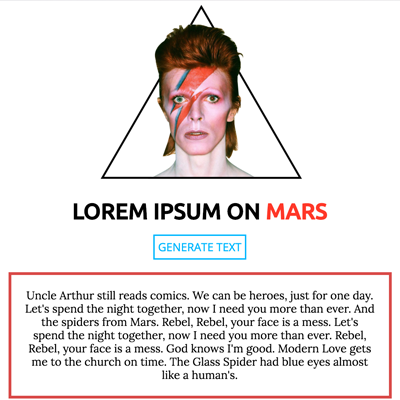 LOREM IPSUM ON MARS
GENERATE TEXT
Uncle Arthur still reads comics. We can be heroes, just for one day.
Let's spend the night together, now I need you more than ever. And
the spiders from Mars. Rebel, Rebel, your face is a mess. Let's
spend the night together, now I need you more than ever. Rebel,
Rebel, your face is a mess. God knows I'm good. Modern Love gets
me to the church on time. The Glass Spider had blue eyes almost
like a human's.